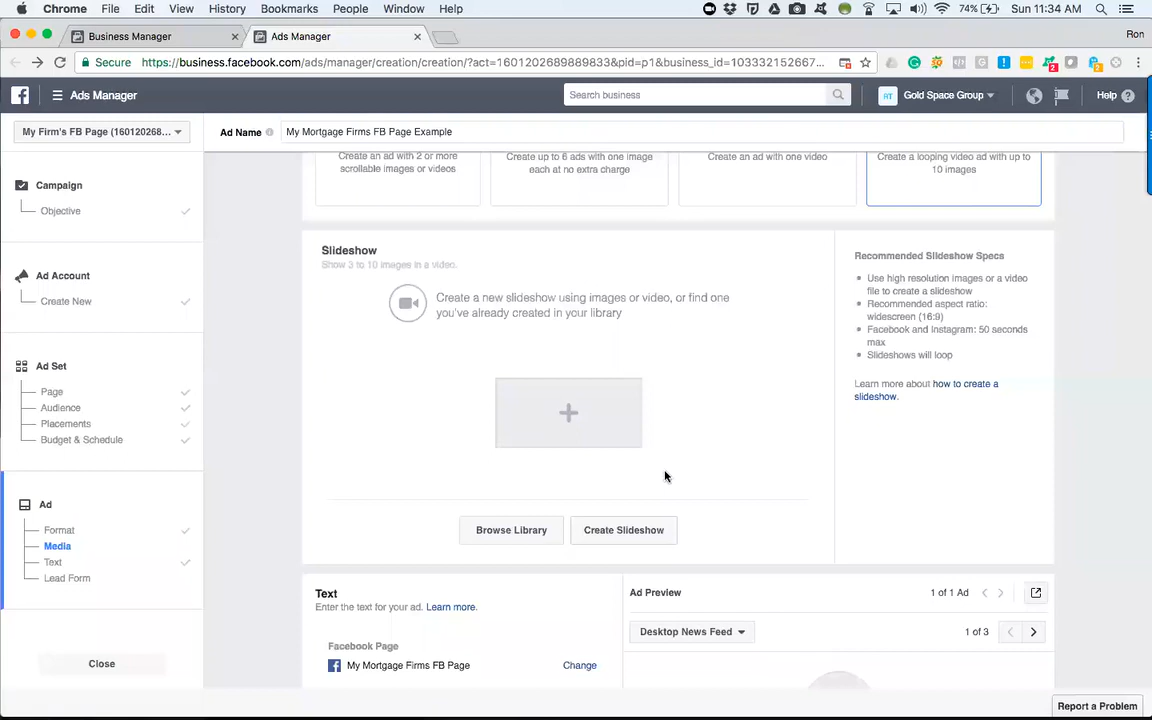 Chrome File Edit View History Bookmarks People Window Help 74% Sun 11:34 AM
Business Manager × Ads Manager × Ron
Secure https://business.facebook.com/ads/manager/creation/creation/?act=1601202689889833&pid=p1&business_id=103332152667...
Ads Manager Search business AT Gold Space Group Help
My Firm's FB Page (160120268... Ad Name My Mortgage Firms FB Page Example
Create an ad with 2 or more
scrollable images or videos
Create up to 6 ads with one image
each at no extra charge
Create an ad with one video
Create a looping video ad with up to
10 images
Campaign
Objective
Ad Account
Create New
Ad Set
Page
Audience
Placements
Budget & Schedule
Ad
Format
Media
Text
Lead Form
Close
Slideshow
Show 3 to 10 images in a video.
Create a new slideshow using images or video, or find one
you've already created in your library
Browse Library Create Slideshow
Recommended Slideshow Specs
Use high resolution images or a video
file to create a slideshow
Recommended aspect ratio:
widescreen (16:9)
Facebook and Instagram: 50 seconds
max
Slideshows will loop
Learn more about how to create a
slideshow.
Text
Enter the text for your ad. Learn more.
Facebook Page
My Mortgage Firms FB Page Change
Ad Preview 1 of 1 Ad
Desktop News Feed 1 of 3
Report a Problem